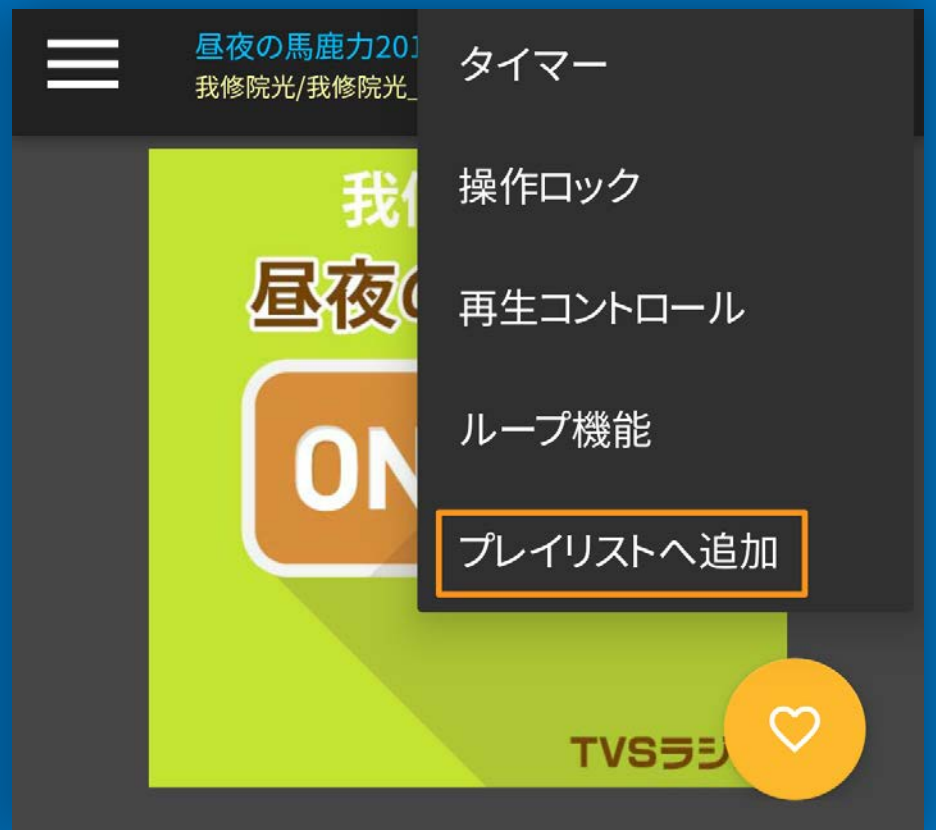 昼夜の馬鹿力201
我修院光/我修院光_
タイマー
操作ロック
再生コントロール
ループ機能
プレイリストへ追加
我
昼夜
ON
TVSラジ